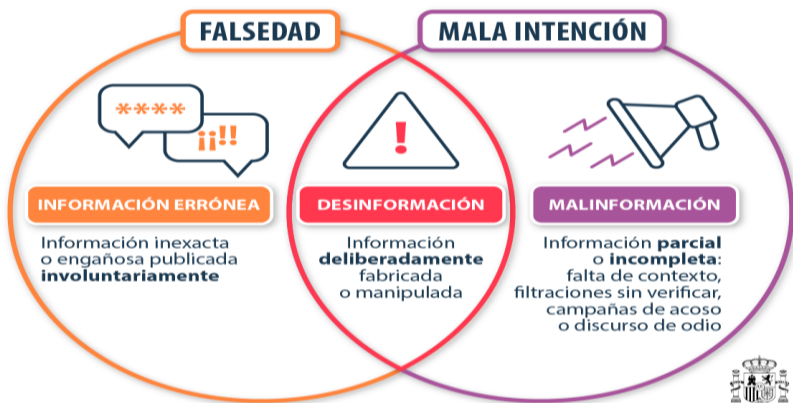 FALSEDAD
MALA INTENCIÓN
****
¡¡!!
!
INFORMACIÓN ERRÓNEA
Información inexacta
o engañosa publicada
involuntariamente
DESINFORMACIÓN
Información
deliberadamente
fabricada
o manipulada
MALINFORMACIÓN
Información parcial
o incompleta:
falta de contexto,
filtraciones sin verificar,
campañas de acoso
o discurso de odio